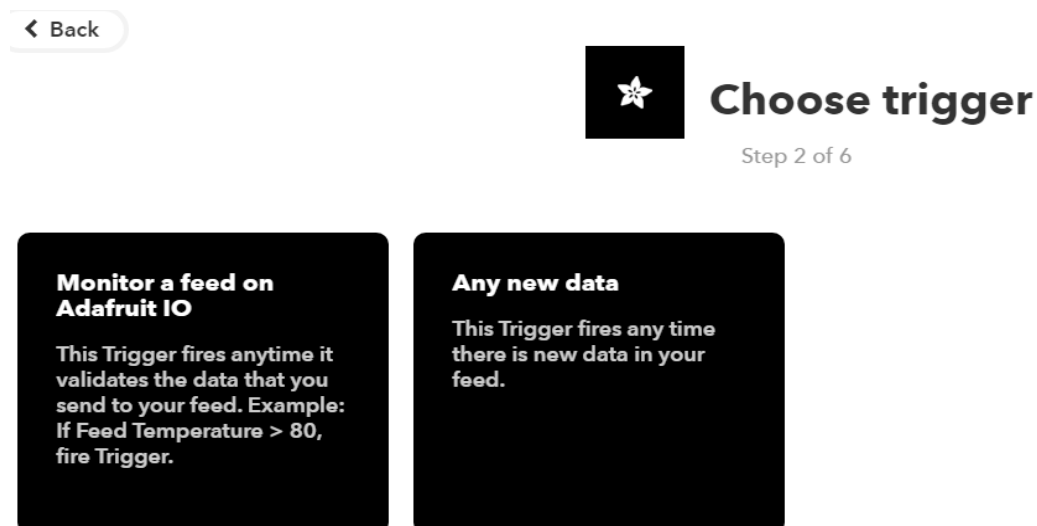 Back
Choose trigger
Step 2 of 6
Monitor a feed on
Adafruit IO
This Trigger fires anytime it
validates the data that you
send to your feed. Example:
If Feed Temperature > 80,
fire Trigger.
Any new data
This Trigger fires any time
there is new data in your
feed.